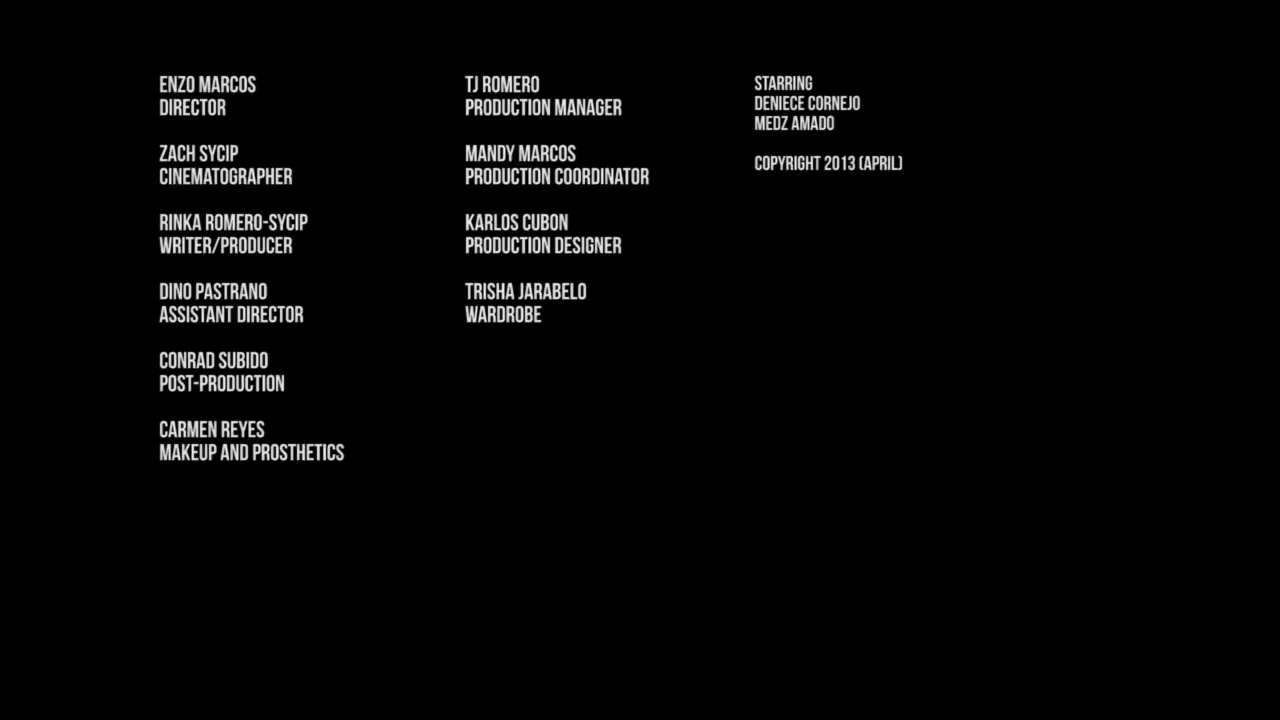 ENZO MARCOS
DIRECTOR
ZACH SYCIP
CINEMATOGRAPHER
RINKA ROMERO-SYCIP
WRITER/PRODUCER
DINO PASTRANO
ASSISTANT DIRECTOR
CONRAD SUBIDO
POST-PRODUCTION
CARMEN REYES
MAKEUP AND PROSTHETICS
TJ ROMERO
PRODUCTION MANAGER
MANDY MARCOS
PRODUCTION COORDINATOR
KARLOS CUBON
PRODUCTION DESIGNER
TRISHA JARABELO
WARDROBE
STARRING
DENIECE CORNEJO
MEDZ AMADO
COPYRIGHT 2013 (APRIL)